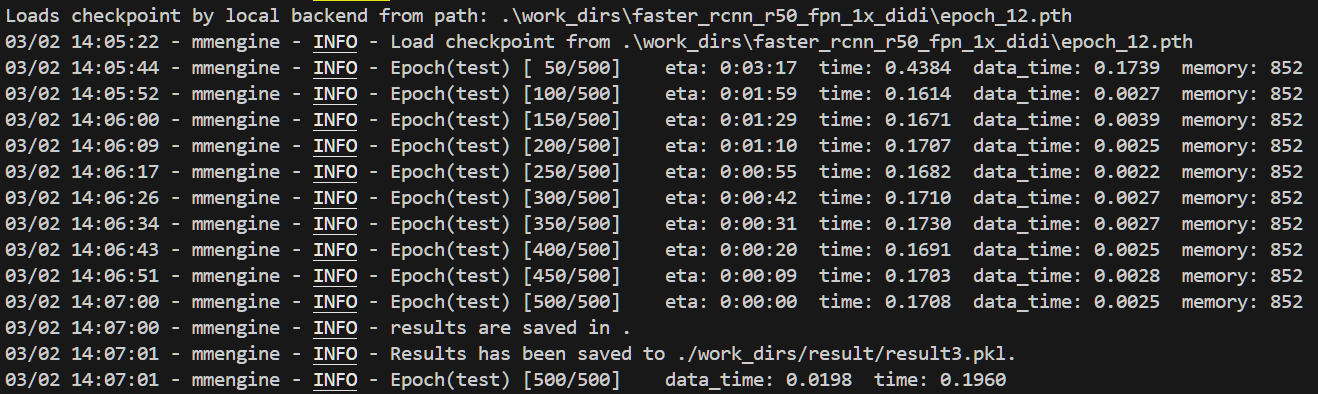 Loads checkpoint by local backend from path: .\work_dirs\faster_rcnn_r50_fpn_1x_didi\epoch_12.pth
03/02 14:05:22 - mmengine - INFO - Load checkpoint from .\work_dirs\faster_rcnn_r50_fpn_1x_didi\epoch_12.pth
03/02 14:05:44 - mmengine - INFO - Epoch(test) [ 50/500]    eta: 0:03:17  time: 0.4384  data_time: 0.1739  memory: 852
03/02 14:05:52 - mmengine - INFO - Epoch(test) [100/500]    eta: 0:01:59  time: 0.1614  data_time: 0.0027  memory: 852
03/02 14:06:00 - mmengine - INFO - Epoch(test) [150/500]    eta: 0:01:29  time: 0.1671  data_time: 0.0039  memory: 852
03/02 14:06:09 - mmengine - INFO - Epoch(test) [200/500]    eta: 0:01:10  time: 0.1707  data_time: 0.0025  memory: 852
03/02 14:06:17 - mmengine - INFO - Epoch(test) [250/500]    eta: 0:00:55  time: 0.1682  data_time: 0.0022  memory: 852
03/02 14:06:26 - mmengine - INFO - Epoch(test) [300/500]    eta: 0:00:42  time: 0.1710  data_time: 0.0027  memory: 852
03/02 14:06:34 - mmengine - INFO - Epoch(test) [350/500]    eta: 0:00:31  time: 0.1730  data_time: 0.0027  memory: 852
03/02 14:06:43 - mmengine - INFO - Epoch(test) [400/500]    eta: 0:00:20  time: 0.1691  data_time: 0.0025  memory: 852
03/02 14:06:51 - mmengine - INFO - Epoch(test) [450/500]    eta: 0:00:09  time: 0.1703  data_time: 0.0028  memory: 852
03/02 14:07:00 - mmengine - INFO - Epoch(test) [500/500]    eta: 0:00:00  time: 0.1708  data_time: 0.0025  memory: 852
03/02 14:07:00 - mmengine - INFO - results are saved in .
03/02 14:07:01 - mmengine - INFO - Results has been saved to ./work_dirs/result/result3.pkl.
03/02 14:07:01 - mmengine - INFO - Epoch(test) [500/500]    data_time: 0.0198  time: 0.1960